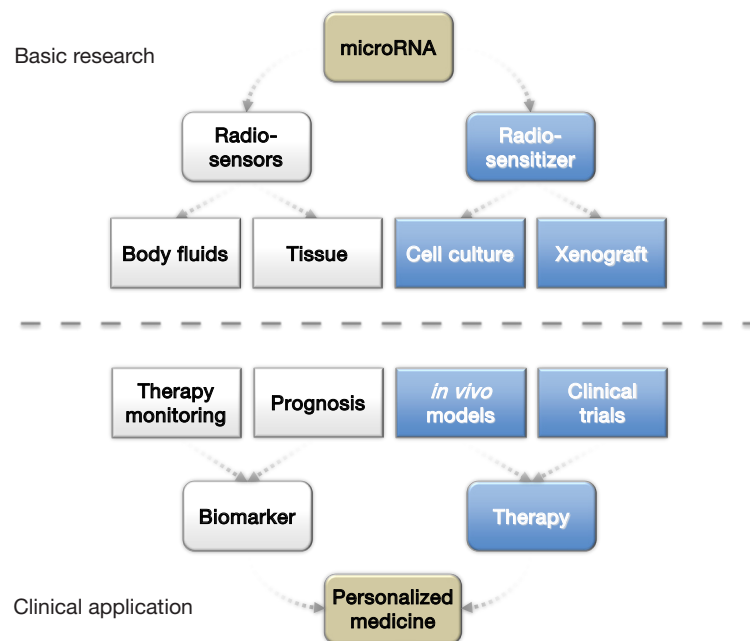 microRNA
Basic research
Radio-
sensors
Radio-
sensitizer
Body fluids
Tissue
Cell culture
Xenograft
Therapy
monitoring
Prognosis
in vivo
models
Clinical
trials
Biomarker
Therapy
Personalized
medicine
Clinical application